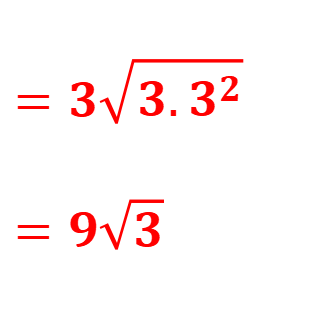 = 3√(3.3²)
= 9√3